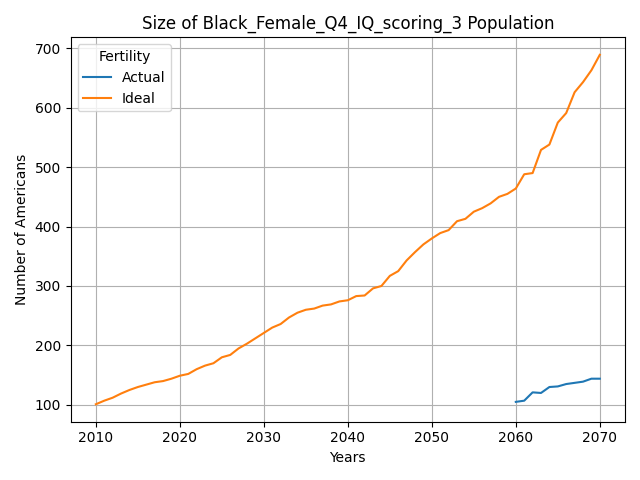 Size of Black_Female_Q4_IQ_scoring_3 Population
Fertility
Actual
Ideal
700
600
500
400
300
200
100
Number of Americans
2010 2020 2030 2040 2050 2060 2070
Years